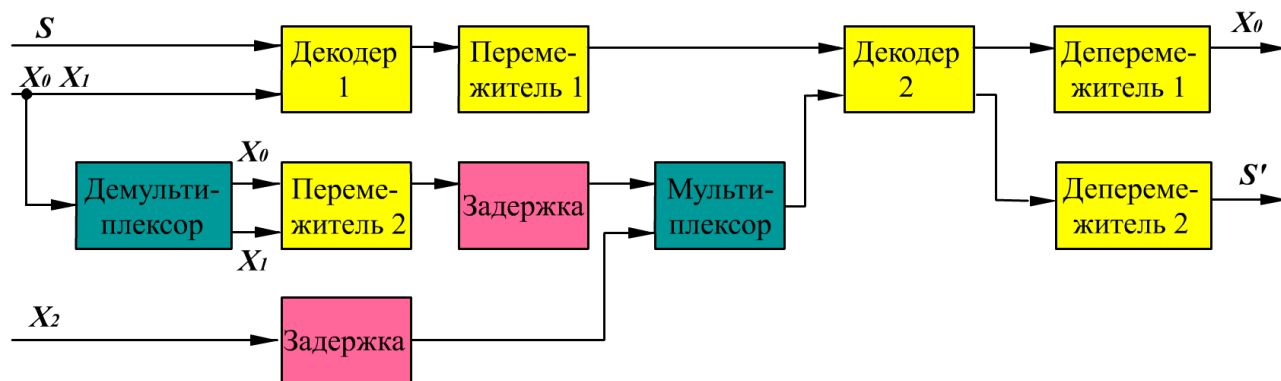 S
X₀ X₁
Декодер
1
Переме-
житель 1
Декодер
2
Депереме-
житель 1
X₀
Демульти-
плексор
X₀
X₁
Переме-
житель 2
Задержка
Мульти-
плексор
Депереме-
житель 2
S'
X₂
Задержка